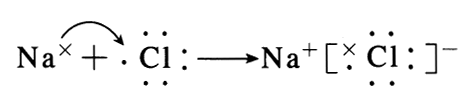 Na× + · Cl : ⟶ Na⁺ [ ×· Cl : ]⁻